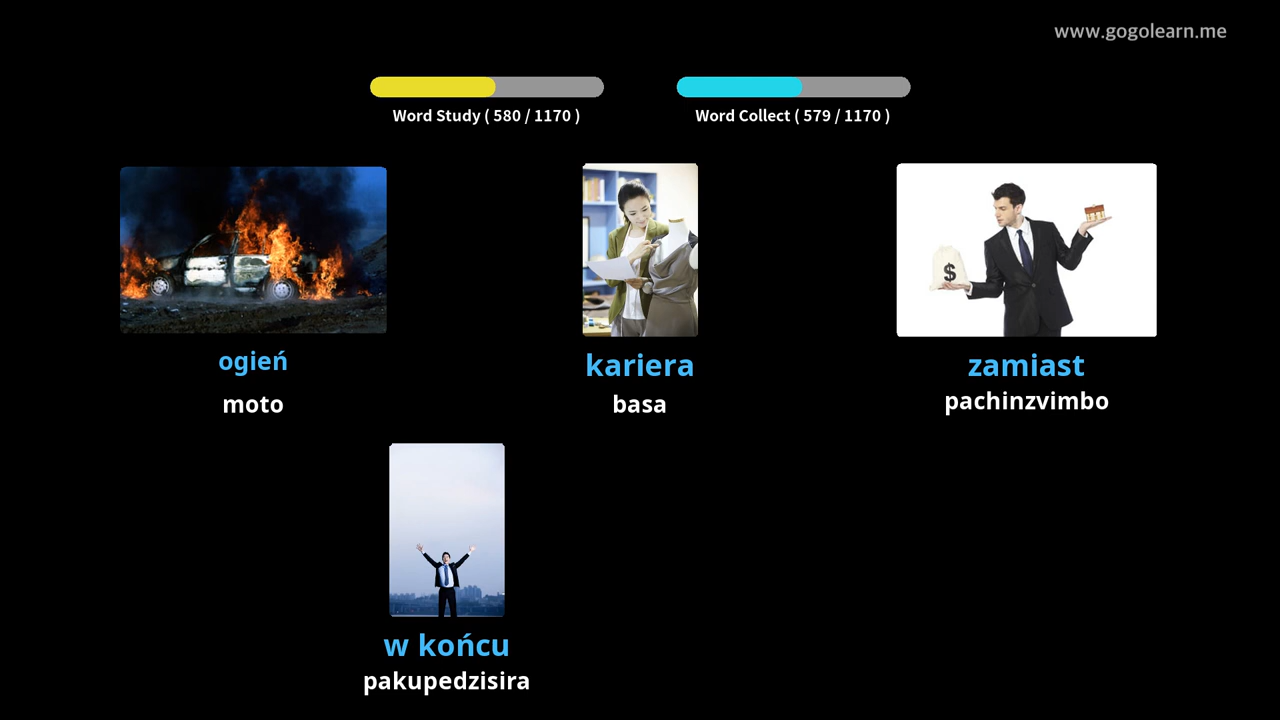 www.gogolearn.me
Word Study ( 580 / 1170 )
Word Collect ( 579 / 1170 )
$
ogień
moto
kariera
basa
zamiast
pachinzvimbo
w końcu
pakupedzisira